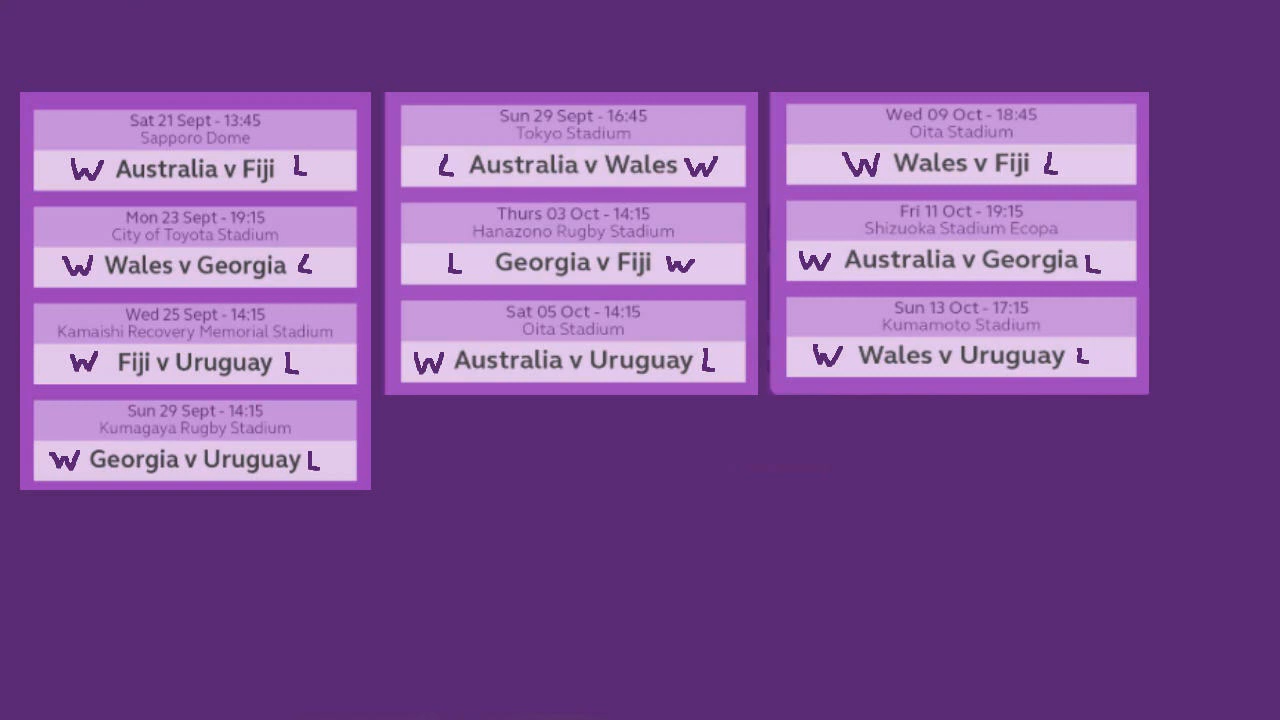 Sat 21 Sept - 13:45
Sapporo Dome
W Australia v Fiji L
Mon 23 Sept - 19:15
City of Toyota Stadium
W Wales v Georgia L
Wed 25 Sept - 14:15
Kamaishi Recovery Memorial Stadium
W Fiji v Uruguay L
Sun 29 Sept - 14:15
Kumagaya Rugby Stadium
W Georgia v Uruguay L
Sun 29 Sept - 16:45
Tokyo Stadium
L Australia v Wales W
Thurs 03 Oct - 14:15
Hanazono Rugby Stadium
L Georgia v Fiji W
Sat 05 Oct - 14:15
Oita Stadium
W Australia v Uruguay L
Wed 09 Oct - 18:45
Oita Stadium
W Wales v Fiji L
Fri 11 Oct - 19:15
Shizuoka Stadium Ecopa
W Australia v Georgia L
Sun 13 Oct - 17:15
Kumamoto Stadium
W Wales v Uruguay L